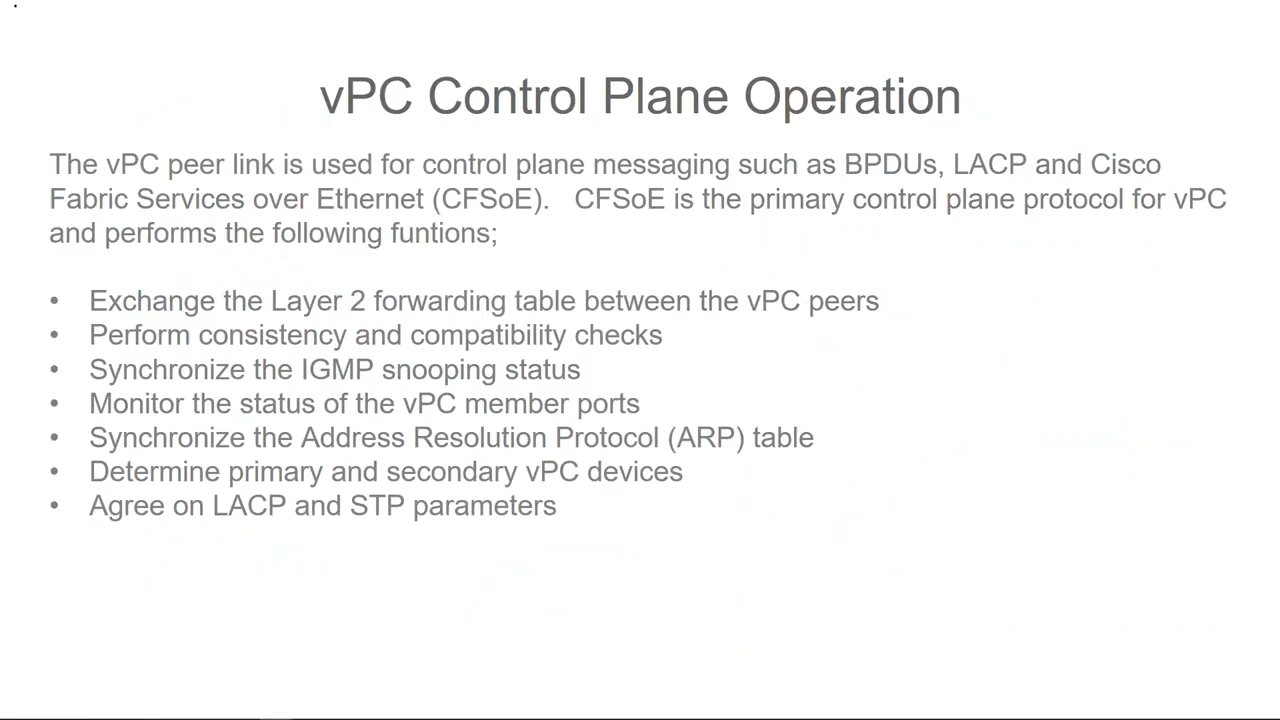 vPC Control Plane Operation
The vPC peer link is used for control plane messaging such as BPDUs, LACP and Cisco
Fabric Services over Ethernet (CFSoE).   CFSoE is the primary control plane protocol for vPC
and performs the following funtions;
• Exchange the Layer 2 forwarding table between the vPC peers
• Perform consistency and compatibility checks
• Synchronize the IGMP snooping status
• Monitor the status of the vPC member ports
• Synchronize the Address Resolution Protocol (ARP) table
• Determine primary and secondary vPC devices
• Agree on LACP and STP parameters